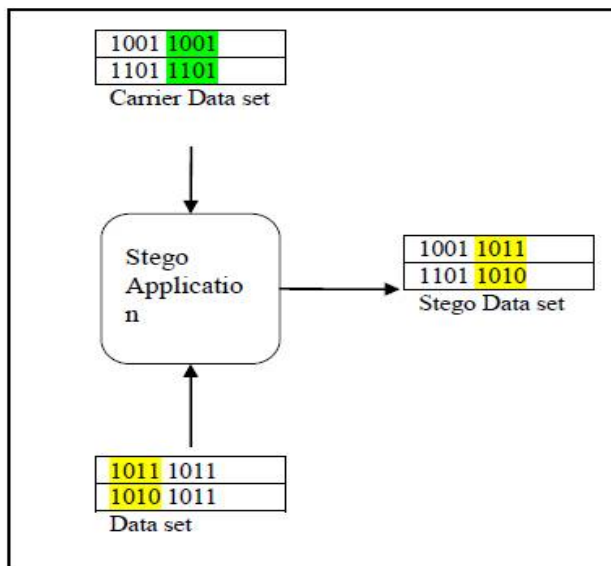 1001 1001
1101 1101
Carrier Data set
Stego
Applicatio
n
1001 1011
1101 1010
Stego Data set
1011 1011
1010 1011
Data set